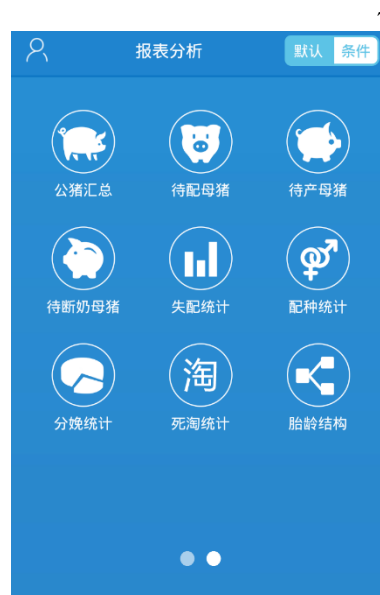 报表分析 默认 条件
公猪汇总 待配母猪 待产母猪
待断奶母猪 失配统计 配种统计
淘
分娩统计 死淘统计 胎龄结构